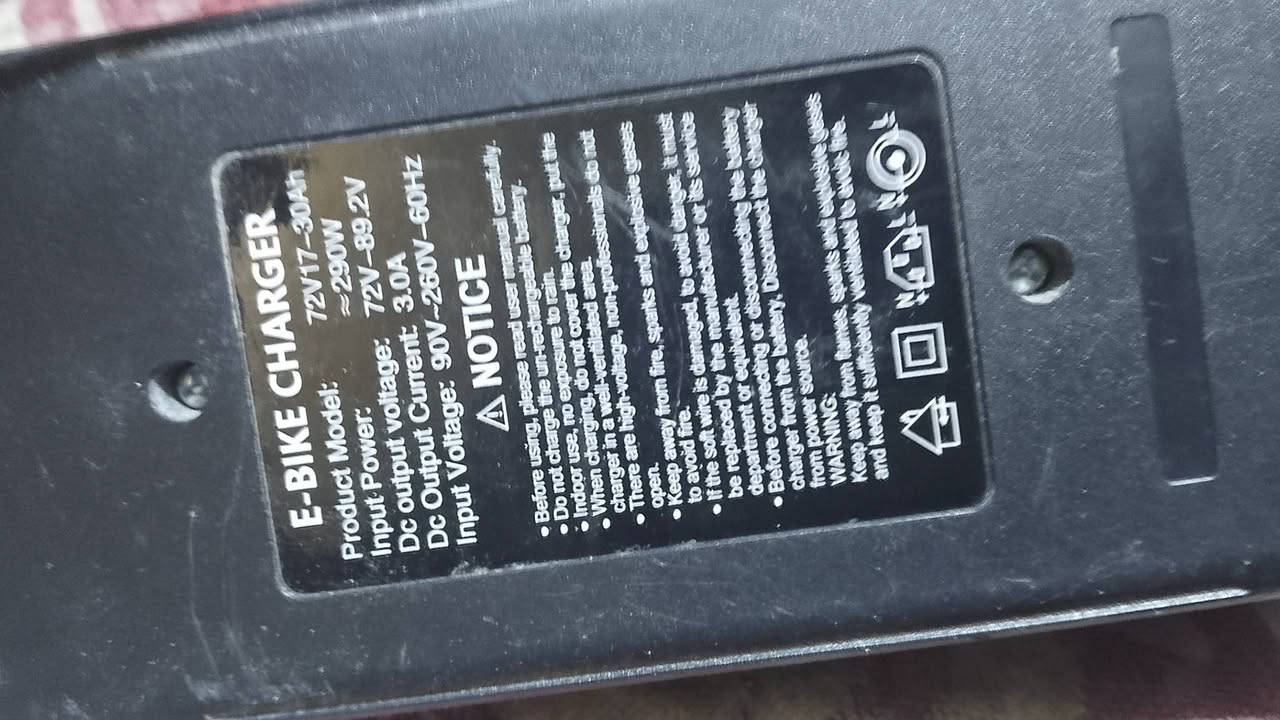 E-BIKE CHARGER
Product Model: 72V17-30Ah
Input Power: ≈290W
Dc output voltage: 72V-89.2V
Dc Output Current: 3.0A
Input Voltage: 90V~260V-60Hz
⚠ NOTICE
• Before using, please read user manual carefully.
• Do not charge the un-rechargeable battery.
• Indoor use, no exposure to rain.
• When charging, do not cover the charger, put the
• charger in a well-ventilated area.
• There are high-voltage, non-professionals do not
open.
• Keep away from fire, sparks and explosive gases
to avoid fire.
• If the soft wire is damaged, to avoid danger, it must
be replaced by the manufacturer or its service
department or equivalent.
• Before connecting or disconnecting the battery
charger from the battery, Disconnect the charger
from power source.
WARNING:
Keep away from flames, sparks and explosive gases
and keep it sufficiently ventilated to avoid fire.
N L
N L